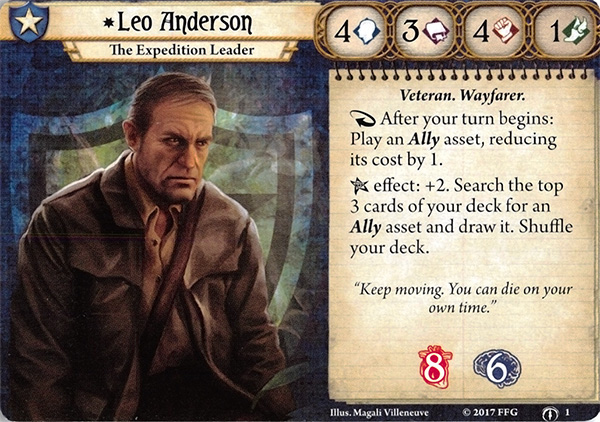 Leo Anderson
The Expedition Leader
4 3 4 1
Veteran. Wayfarer.
After your turn begins:
Play an Ally asset, reducing
its cost by 1.
effect: +2. Search the top
3 cards of your deck for an
Ally asset and draw it. Shuffle
your deck.
“Keep moving. You can die on your
own time.”
8 6
Illus. Magali Villeneuve © 2017 FFG 1